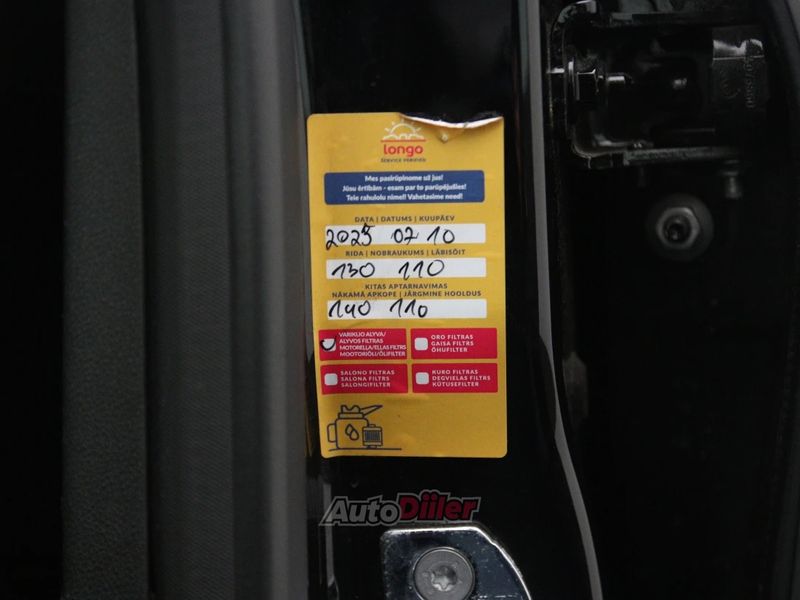 longo
SERVICE VERIFIED
Mes pasirūpinome už jus!
Jūsu ērtībām - esam par to parūpējušies!
Teie rahulolu nimel! Vahetasime need!
DATA | DATUMS | KUUPÄEV
2025 07 10
RIDA | NOBRAUKUMS | LÄBISÕIT
130 110
KITAS APTARNAVIMAS
NĀKAMĀ APKOPE | JÄRGMINE HOOLDUS
140 110
VARIKLIO ALYVA/
ALYVOS FILTRAS
MOTOREĻĻA/EĻĻAS FILTRS
MOOTORIÕLI/ÕLIFILTER
ORO FILTRAS
GAISA FILTRS
ÕHUFILTER
SALONO FILTRAS
SALONA FILTRS
SALONGIFILTER
KURO FILTRAS
DEGVIELAS FILTRS
KÜTUSEFILTER
AutoDiiler